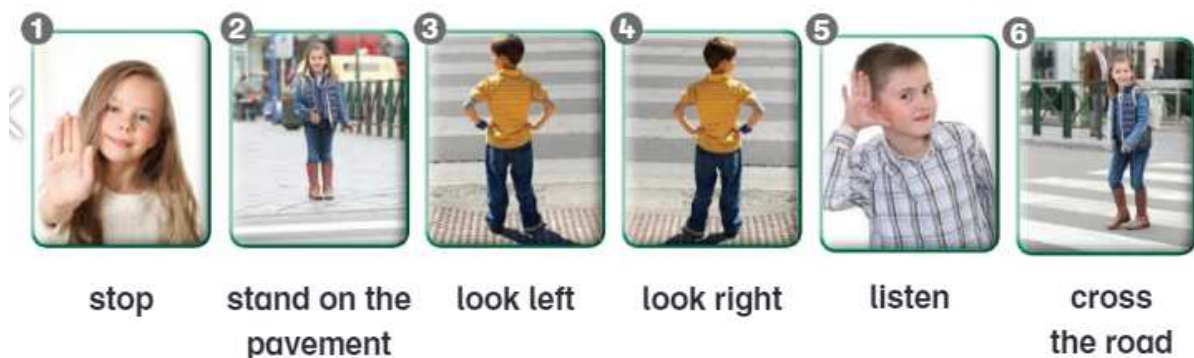 1 2 3 4 5 6
stop stand on the look left look right listen cross
pavement the road